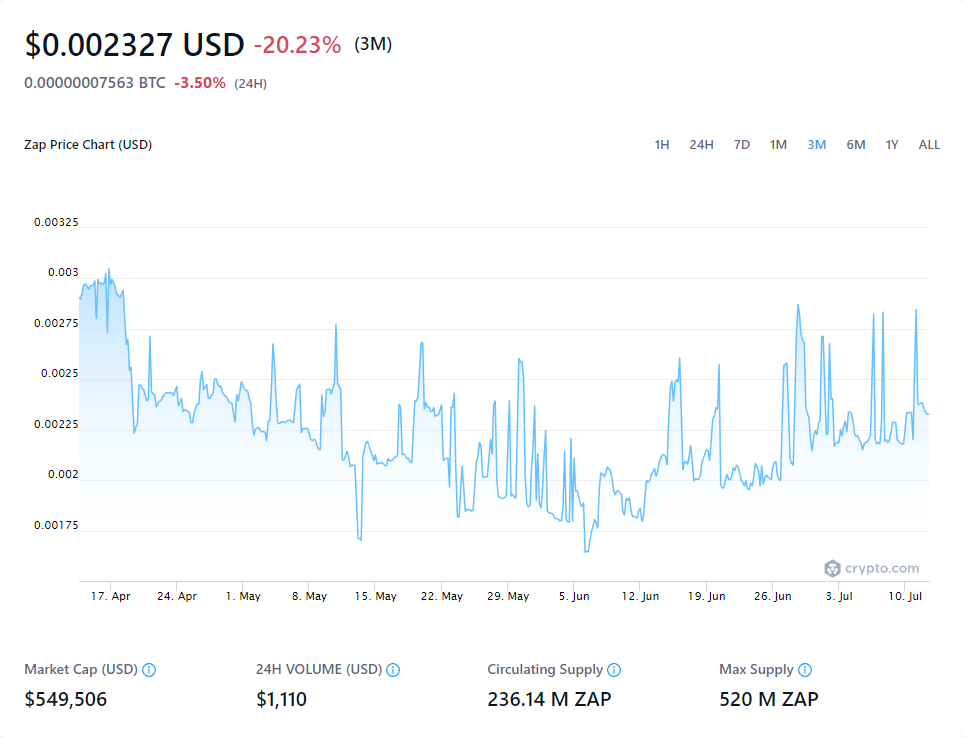 $0.002327 USD -20.23% (3M)
0.00000007563 BTC -3.50% (24H)
Zap Price Chart (USD) 1H 24H 7D 1M 3M 6M 1Y ALL
0.00325
0.003
0.00275
0.0025
0.00225
0.002
0.00175
crypto.com
17. Apr 24. Apr 1. May 8. May 15. May 22. May 29. May 5. Jun 12. Jun 19. Jun 26. Jun 3. Jul 10. Jul
Market Cap (USD) 24H VOLUME (USD) Circulating Supply Max Supply
$549,506 $1,110 236.14 M ZAP 520 M ZAP